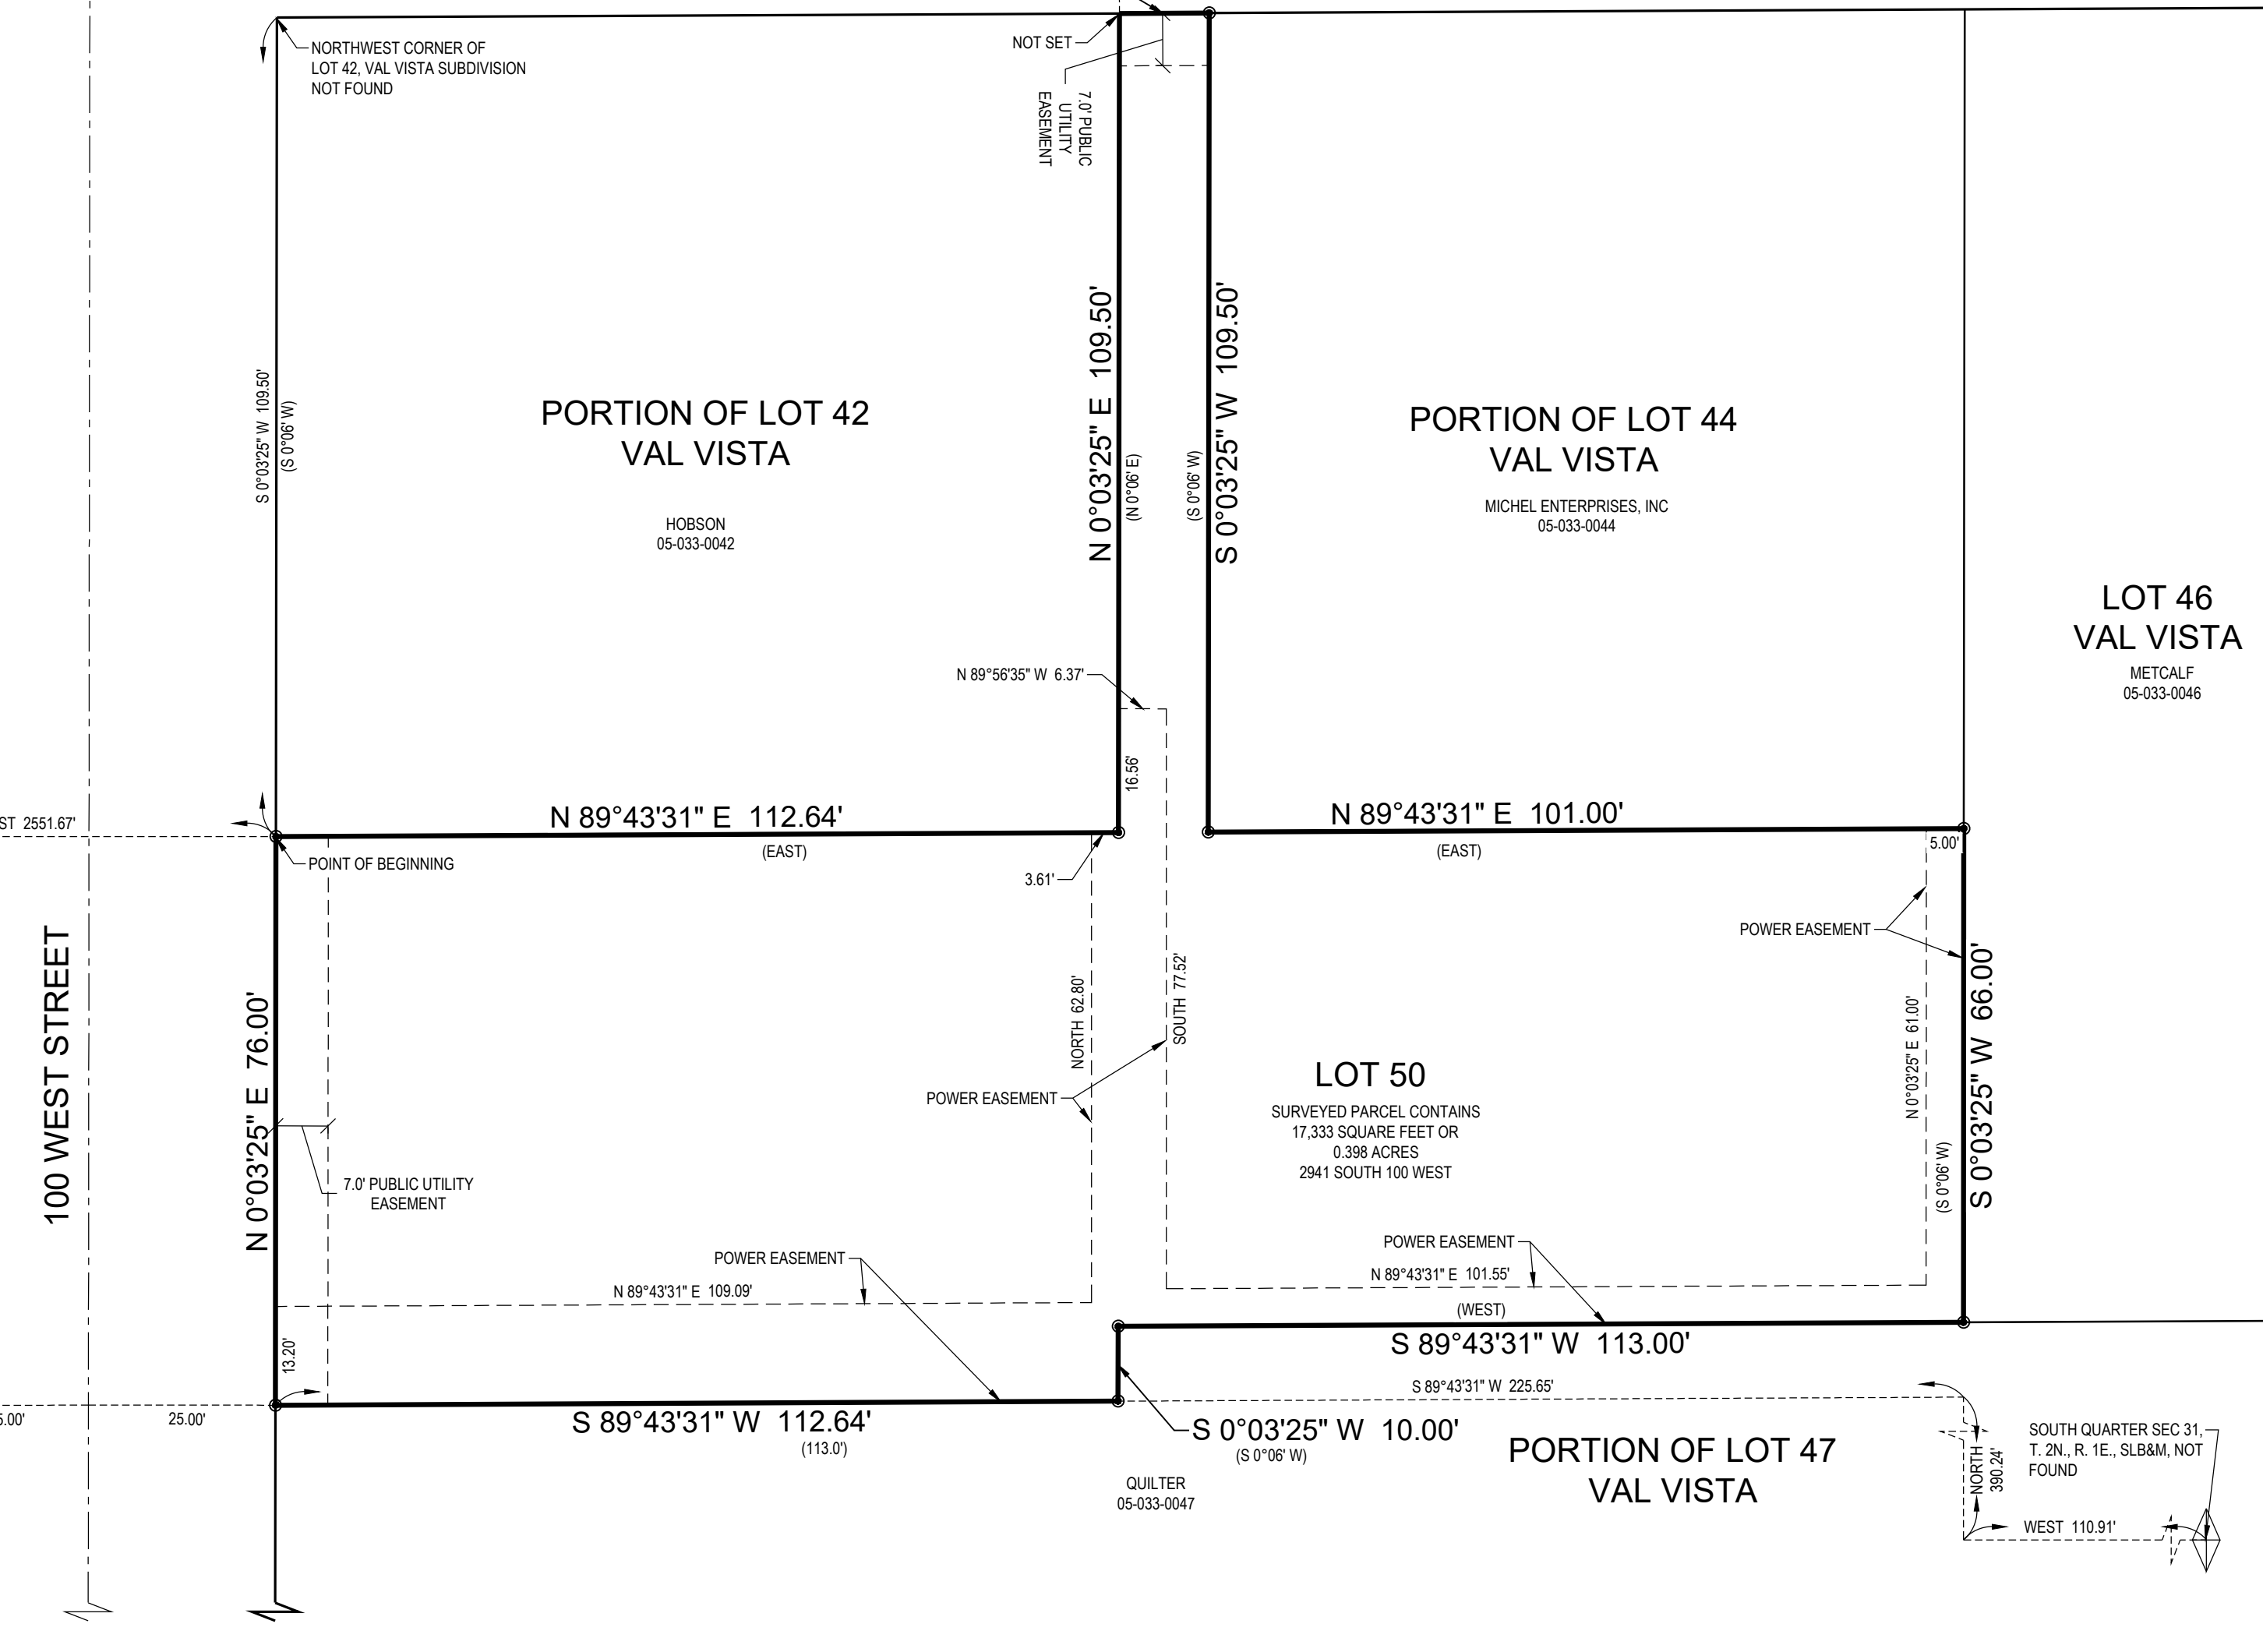 NORTHWEST CORNER OF
LOT 42, VAL VISTA SUBDIVISION
NOT FOUND
NOT SET
7.0' PUBLIC
UTILITY
EASEMENT
S 0°03'25" W 109.50'
(S 0°06' W)
PORTION OF LOT 42
VAL VISTA
HOBSON
05-033-0042
N 0°03'25" E 109.50'
(N 0°06' E)
(S 0°06' W)
S 0°03'25" W 109.50'
PORTION OF LOT 44
VAL VISTA
MICHEL ENTERPRISES, INC
05-033-0044
LOT 46
VAL VISTA
METCALF
05-033-0046
N 89°56'35" W 6.37'
16.56'
ST 2551.67'
N 89°43'31" E 112.64'
(EAST)
N 89°43'31" E 101.00'
(EAST)
5.00'
POINT OF BEGINNING
3.61'
POWER EASEMENT
100 WEST STREET
N 0°03'25" E 76.00'
7.0' PUBLIC UTILITY
EASEMENT
NORTH 62.80'
SOUTH 77.52'
POWER EASEMENT
LOT 50
SURVEYED PARCEL CONTAINS
17,333 SQUARE FEET OR
0.398 ACRES
2941 SOUTH 100 WEST
N 0°03'25" E 61.00'
(S 0°06' W)
S 0°03'25" W 66.00'
POWER EASEMENT
N 89°43'31" E 109.09'
POWER EASEMENT
N 89°43'31" E 101.55'
(WEST)
S 89°43'31" W 113.00'
13.20'
S 89°43'31" W 225.65'
5.00'
25.00'
S 89°43'31" W 112.64'
(113.0')
S 0°03'25" W 10.00'
(S 0°06' W)
QUILTER
05-033-0047
PORTION OF LOT 47
VAL VISTA
NORTH
390.24'
SOUTH QUARTER SEC 31,
T. 2N., R. 1E., SLB&M, NOT
FOUND
WEST 110.91'